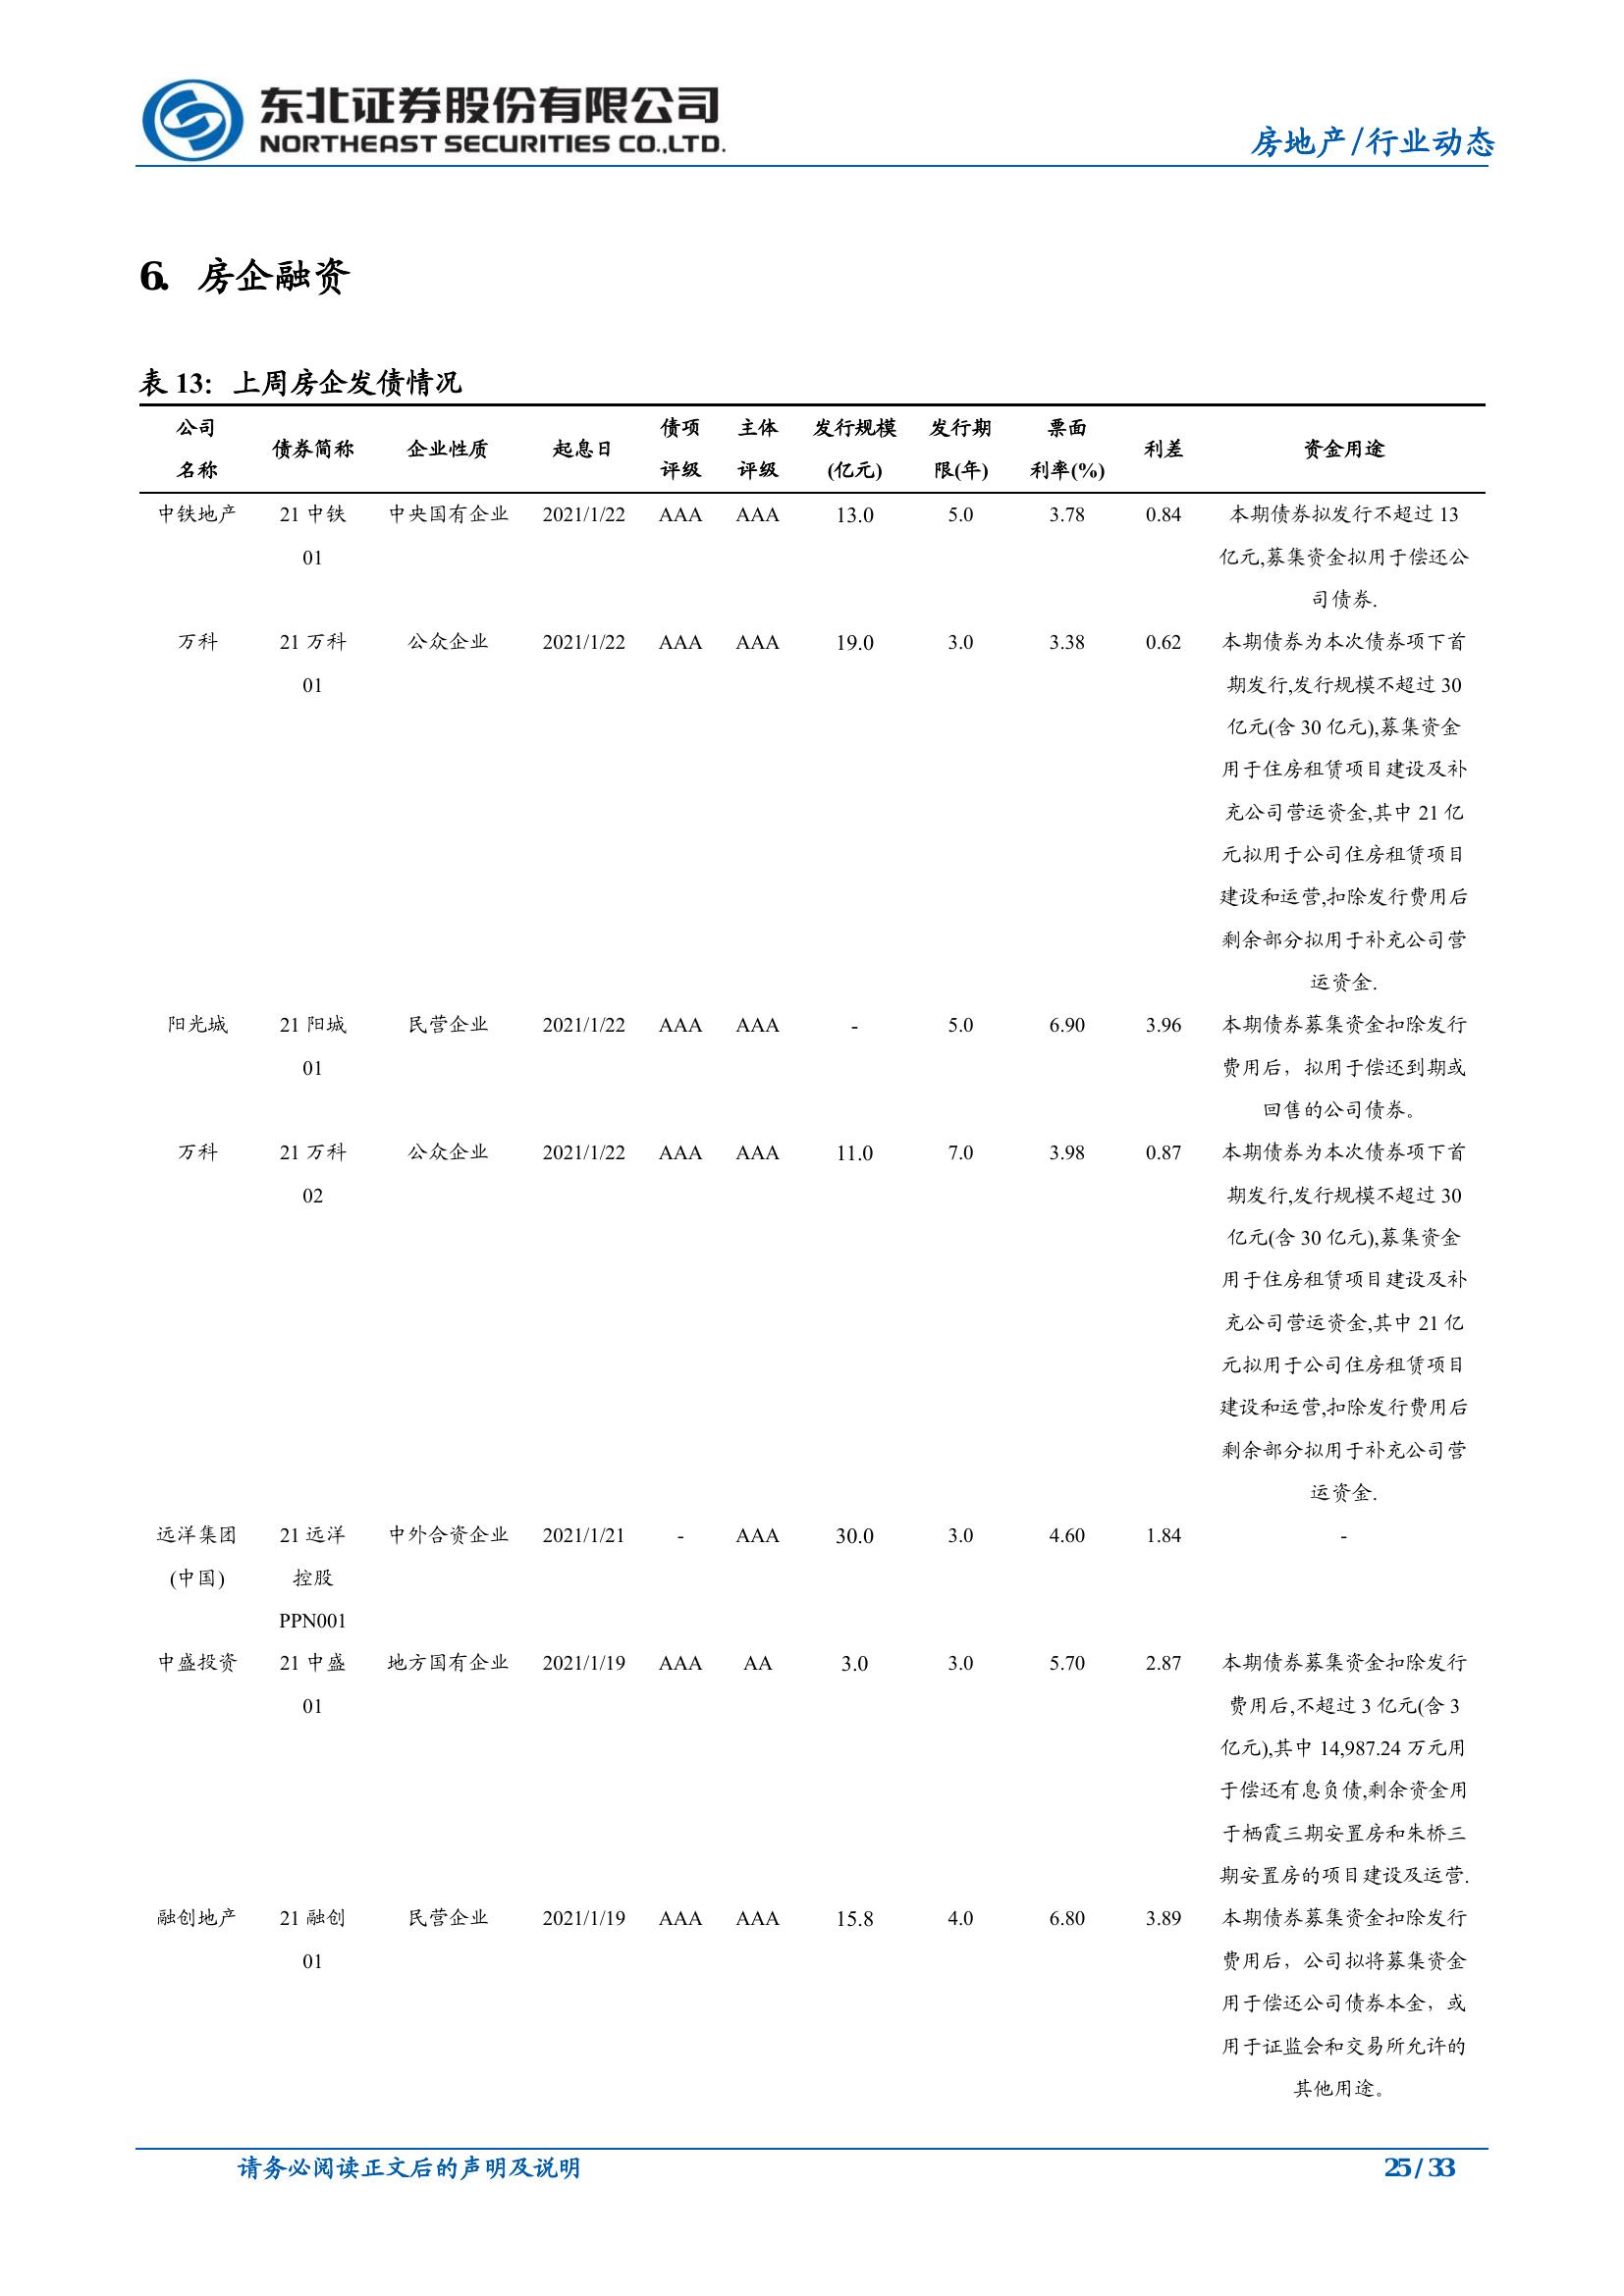 东北证券股份有限公司
NORTHEAST SECURITIES CO.,LTD.
房地产/行业动态
6. 房企融资
表 13：上周房企发债情况
公司名称 债券简称 企业性质 起息日 债项评级 主体评级 发行规模(亿元) 发行期限(年) 票面利率(%) 利差 资金用途
中铁地产 21 中铁 中央国有企业 2021/1/22 AAA AAA 13.0 5.0 3.78 0.84 本期债券拟发行不超过 13
01 亿元,募集资金拟用于偿还公
司债券.
万科 21 万科 公众企业 2021/1/22 AAA AAA 19.0 3.0 3.38 0.62 本期债券为本次债券项下首
01 期发行,发行规模不超过 30
亿元(含 30 亿元),募集资金
用于住房租赁项目建设及补
充公司营运资金,其中 21 亿
元拟用于公司住房租赁项目
建设和运营,扣除发行费用后
剩余部分拟用于补充公司营
运资金.
阳光城 21 阳城 民营企业 2021/1/22 AAA AAA - 5.0 6.90 3.96 本期债券募集资金扣除发行
01 费用后，拟用于偿还到期或
回售的公司债券。
万科 21 万科 公众企业 2021/1/22 AAA AAA 11.0 7.0 3.98 0.87 本期债券为本次债券项下首
02 期发行,发行规模不超过 30
亿元(含 30 亿元),募集资金
用于住房租赁项目建设及补
充公司营运资金,其中 21 亿
元拟用于公司住房租赁项目
建设和运营,扣除发行费用后
剩余部分拟用于补充公司营
运资金.
远洋集团 21 远洋 中外合资企业 2021/1/21 - AAA 30.0 3.0 4.60 1.84 -
(中国) 控股
PPN001
中盛投资 21 中盛 地方国有企业 2021/1/19 AAA AA 3.0 3.0 5.70 2.87 本期债券募集资金扣除发行
01 费用后,不超过 3 亿元(含 3
亿元),其中 14,987.24 万元用
于偿还有息负债,剩余资金用
于栖霞三期安置房和朱桥三
期安置房的项目建设及运营.
融创地产 21 融创 民营企业 2021/1/19 AAA AAA 15.8 4.0 6.80 3.89 本期债券募集资金扣除发行
01 费用后，公司拟将募集资金
用于偿还公司债券本金，或
用于证监会和交易所允许的
其他用途。
请务必阅读正文后的声明及说明 25 / 33